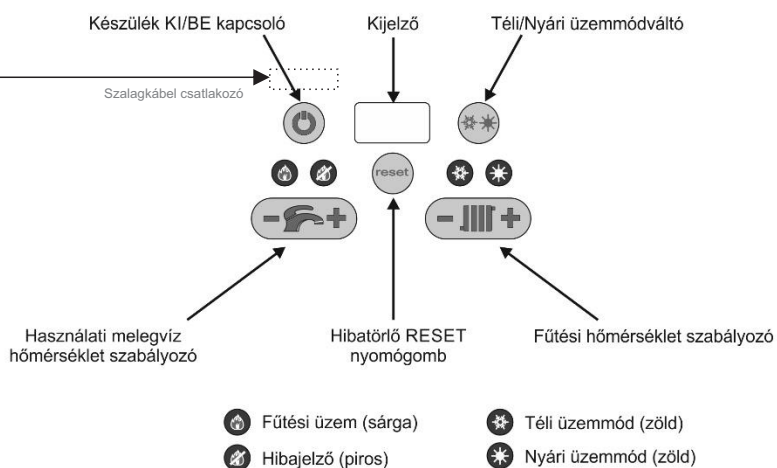 Készülék KI/BE kapcsoló
Kijelző
Téli/Nyári üzemmódváltó
Szalagkábel csatlakozó
reset
Használati melegvíz
hőmérséklet szabályozó
Hibatörlő RESET
nyomógomb
Fűtési hőmérséklet szabályozó
Fűtési üzem (sárga)
Téli üzemmód (zöld)
Hibajelző (piros)
Nyári üzemmód (zöld)